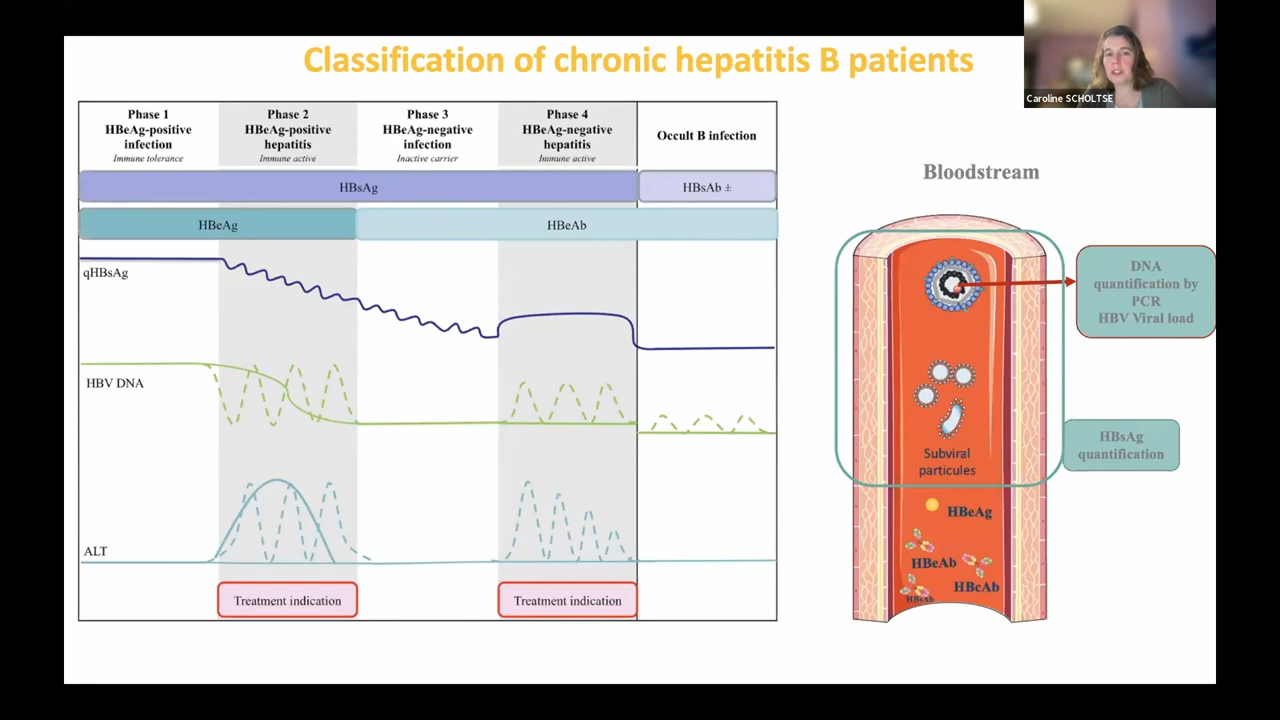 Classification of chronic hepatitis B patients
Caroline SCHOLTSE
Phase 1
HBeAg-positive
infection
Immune tolerance
Phase 2
HBeAg-positive
hepatitis
Immune active
Phase 3
HBeAg-negative
infection
Inactive carrier
Phase 4
HBeAg-negative
hepatitis
Immune active
Occult B infection
HBsAg
HBsAb ±
HBeAg
HBeAb
qHBsAg
HBV DNA
ALT
Treatment indication
Treatment indication
Bloodstream
DNA
quantification by
PCR
HBV Viral load
HBsAg
quantification
Subviral
particules
HBeAg
HBeAb
HBcAb